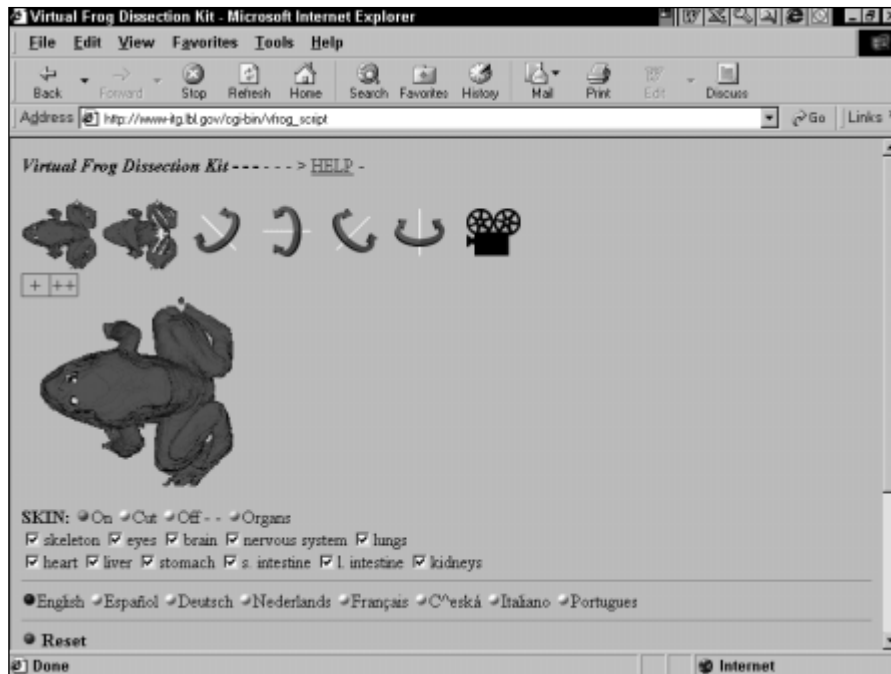 Virtual Frog Dissection Kit - Microsoft Internet Explorer
File Edit View Favorites Tools Help
Back Forward Stop Refresh Home Search Favorites History Mail Print Edit Discuss
Address http://www-itg.lbl.gov/cgi-bin/vfrog_script Go Links
Virtual Frog Dissection Kit - - - - - - - > HELP -
+ ++
SKIN: On Cut Off - - Organs
skeleton eyes brain nervous system lungs
heart liver stomach s. intestine l. intestine kidneys
English Español Deutsch Nederlands Français C^eská Italiano Portugues
Reset
Done Internet